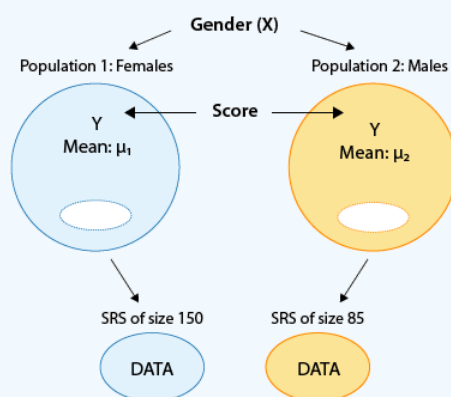 Gender (X)
Population 1: Females
Population 2: Males
Score
Y
Mean: μ₁
Y
Mean: μ₂
SRS of size 150
SRS of size 85
DATA
DATA